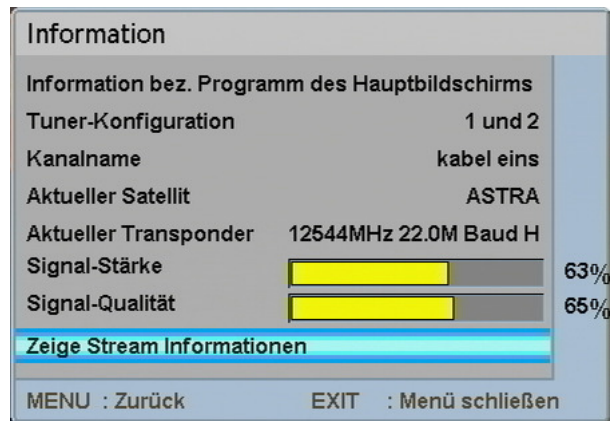 Information
Information bez. Programm des Hauptbildschirms
Tuner-Konfiguration 1 und 2
Kanalname kabel eins
Aktueller Satellit ASTRA
Aktueller Transponder 12544MHz 22.0M Baud H
Signal-Stärke 63%
Signal-Qualität 65%
Zeige Stream Informationen
MENU : Zurück EXIT : Menü schließen